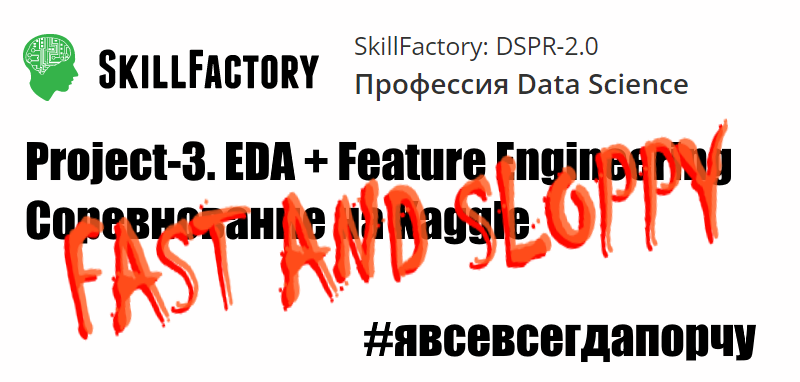 SKILLFACTORY
SkillFactory: DSPR-2.0
Профессия Data Science
Project-3. EDA + Feature Engineering
Соревнование на Kaggle
FAST AND SLOPPY
#явсевсегдапорчу